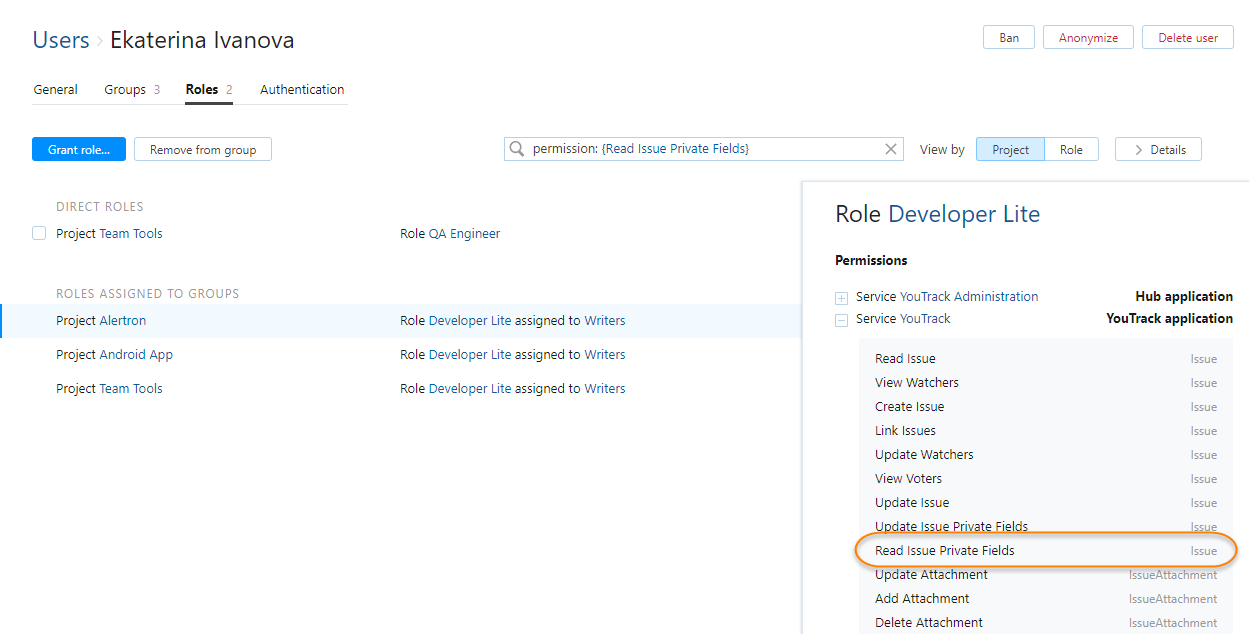 Users › Ekaterina Ivanova
Ban Anonymize Delete user
General Groups 3 Roles 2 Authentication
Grant role... Remove from group permission: {Read Issue Private Fields} View by Project Role Details
DIRECT ROLES
Project Team Tools Role QA Engineer
ROLES ASSIGNED TO GROUPS
Project Alertron Role Developer Lite assigned to Writers
Project Android App Role Developer Lite assigned to Writers
Project Team Tools Role Developer Lite assigned to Writers
Role Developer Lite
Permissions
Service YouTrack Administration Hub application
Service YouTrack YouTrack application
Read Issue Issue
View Watchers Issue
Create Issue Issue
Link Issues Issue
Update Watchers Issue
View Voters Issue
Update Issue Issue
Update Issue Private Fields Issue
Read Issue Private Fields Issue
Update Attachment IssueAttachment
Add Attachment IssueAttachment
Delete Attachment IssueAttachment